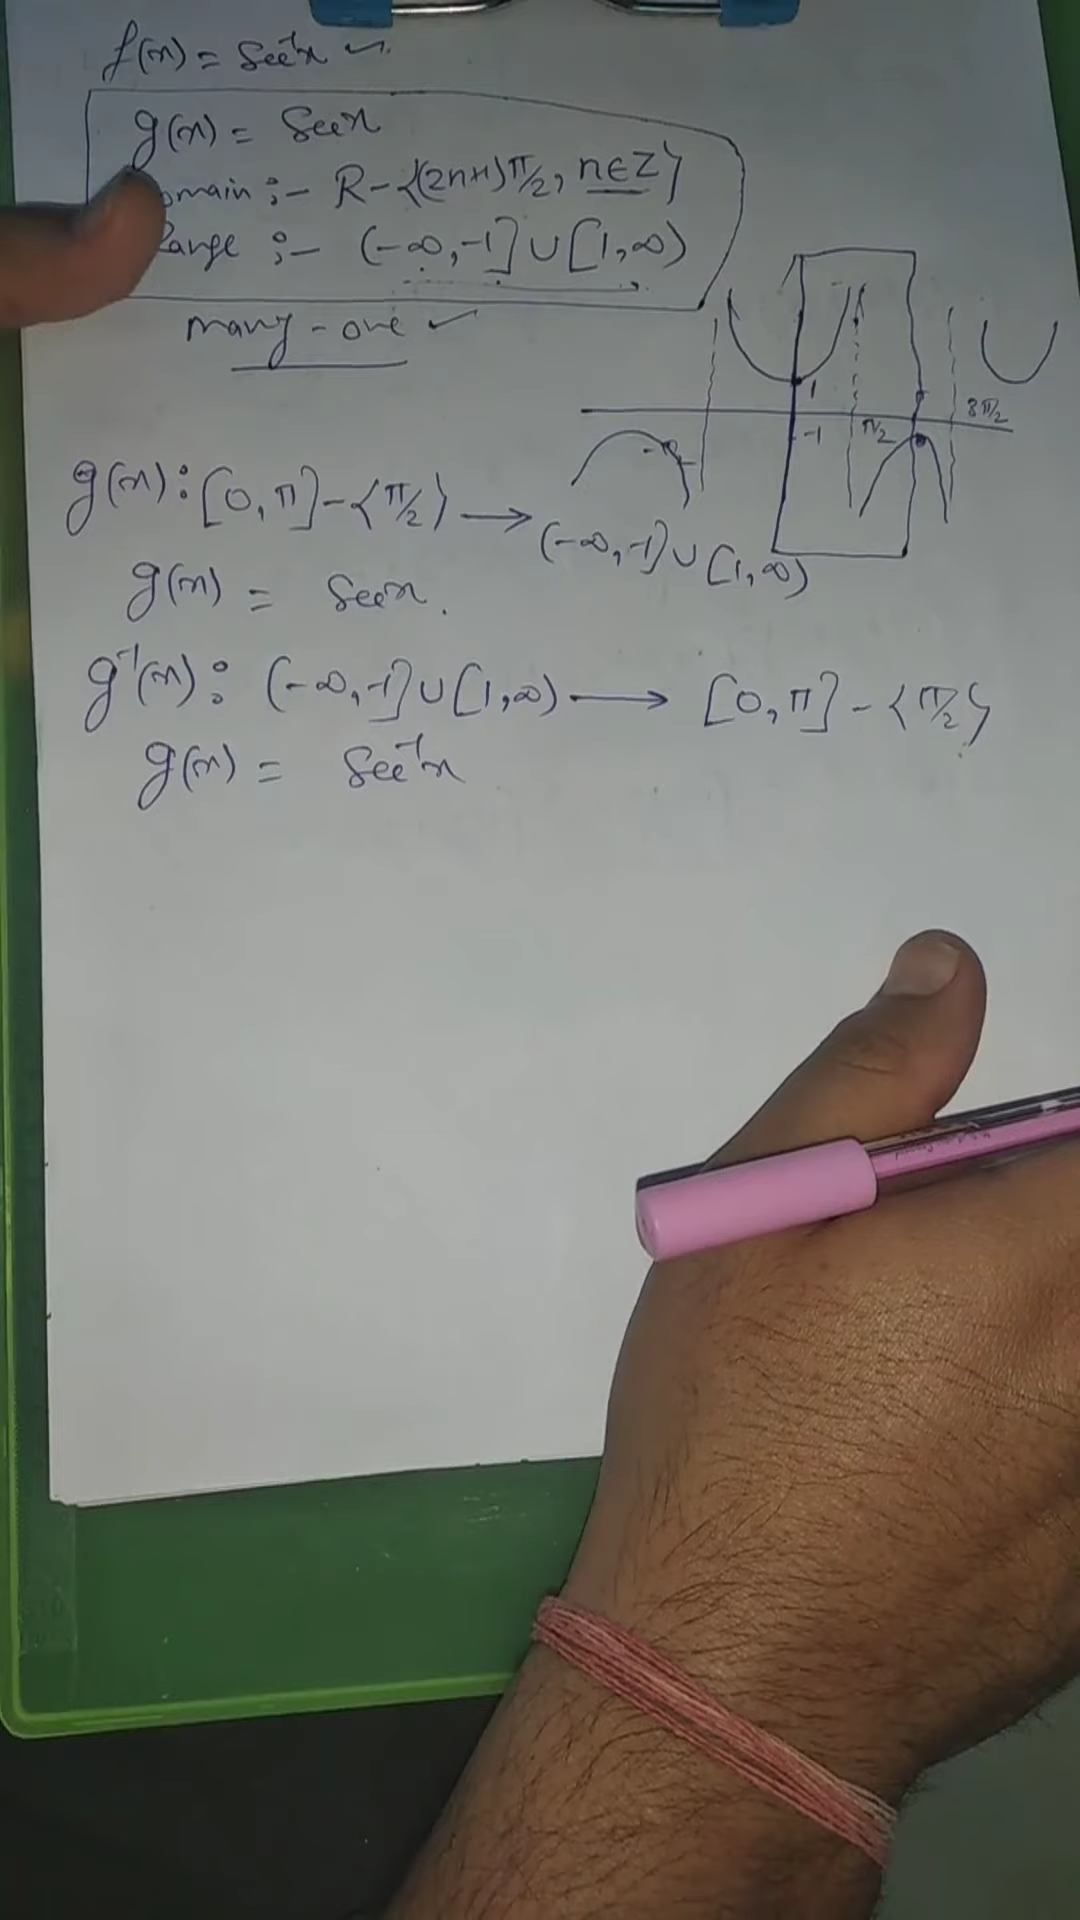 f(x) = Sec⁻¹x
g(x) = Secx
omain :- R-{(2n+1)π/2, n∈Z}
Range :- (-∞,-1]∪[1,∞)
many-one
1
-1
π/2
3π/2
g(x): [0,π]-{π/2} → (-∞,-1]∪[1,∞)
g(x) = Secx.
g⁻¹(x): (-∞,-1]∪[1,∞) → [0,π]-{π/2}
g(x) = Sec⁻¹x